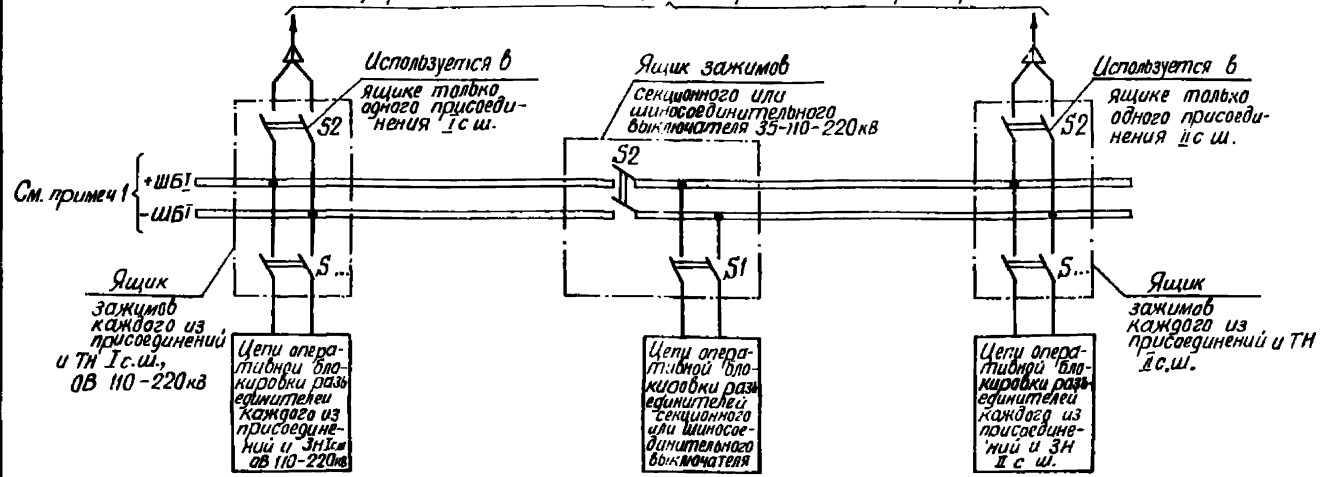 Используется в
ящике только
одного присоеди-
нения I с ш.
S2
Ящик зажимов
секционного или
шиносоединительного
выключателя 35-110-220кВ
S2
Используется в
ящике только
одного присоеди-
нения II с ш.
S2
См. примеч 1
+ШБI
-ШБI
S...
S1
S...
Ящик
зажимов
каждого из
присоединений
и ТН I с.ш.,
ОВ 110-220кВ
Ящик
зажимов
каждого из
присоединений и ТН
II с.ш.
Цепи опера-
тивной бло-
кировки разъ
единителей
каждого из
присоедине-
ний и ЗН I с.ш
ОВ 110-220кв
Цепи опера-
тивной бло-
кировки разъ
единителей
секционного
или шиносое-
динительного
выключателя
Цепи опера-
тивной бло-
кировки разъ
единителей
каждого из
присоедине-
ний и ЗН
II с ш.